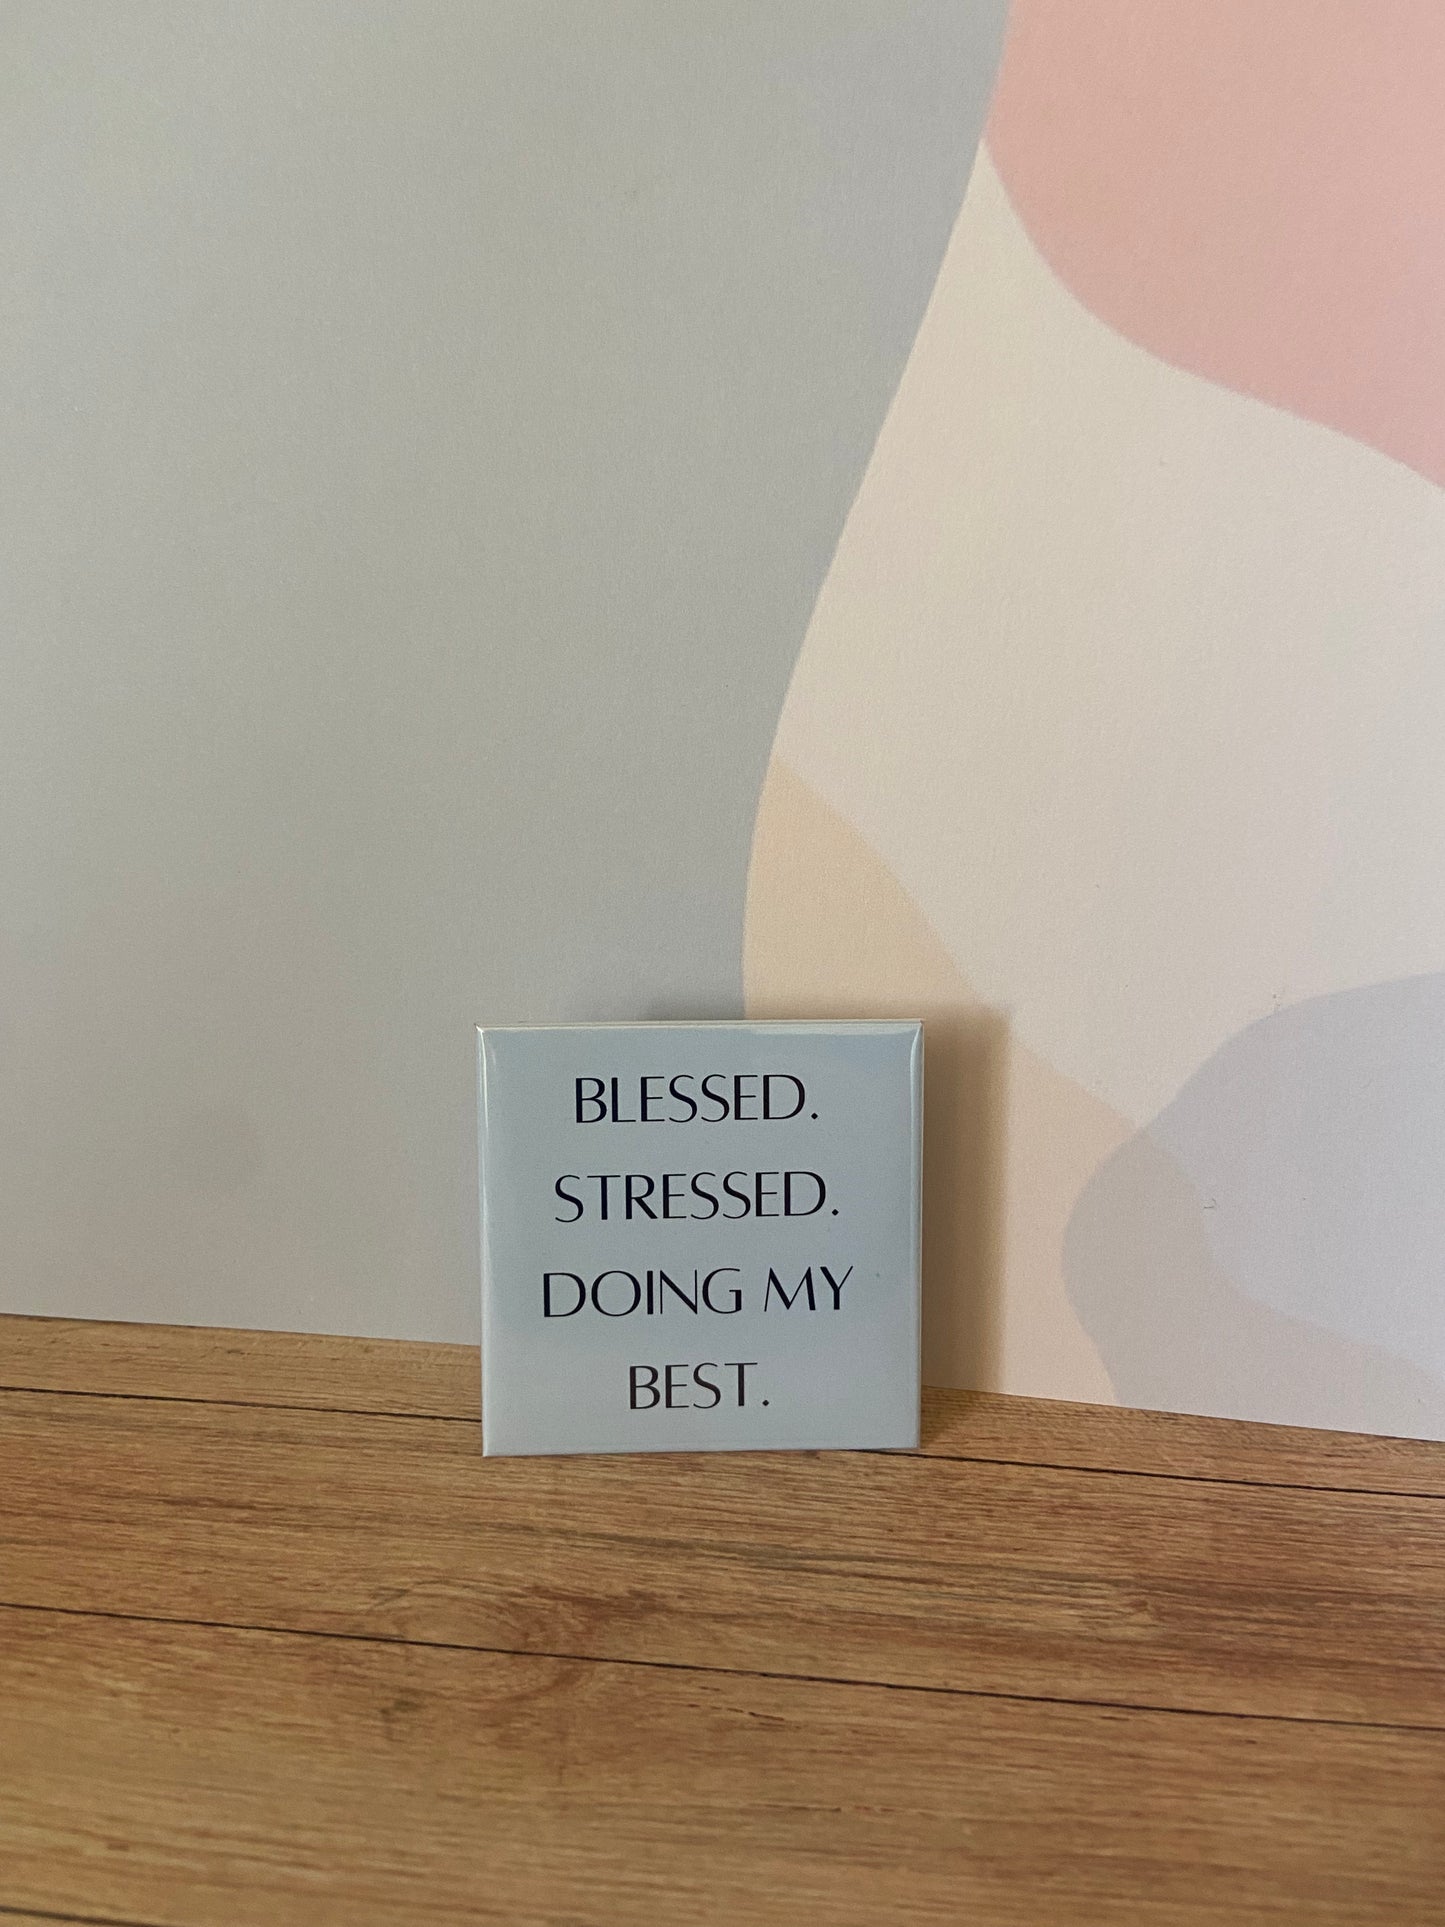 BLESSED.
STRESSED.
DOING MY
BEST.